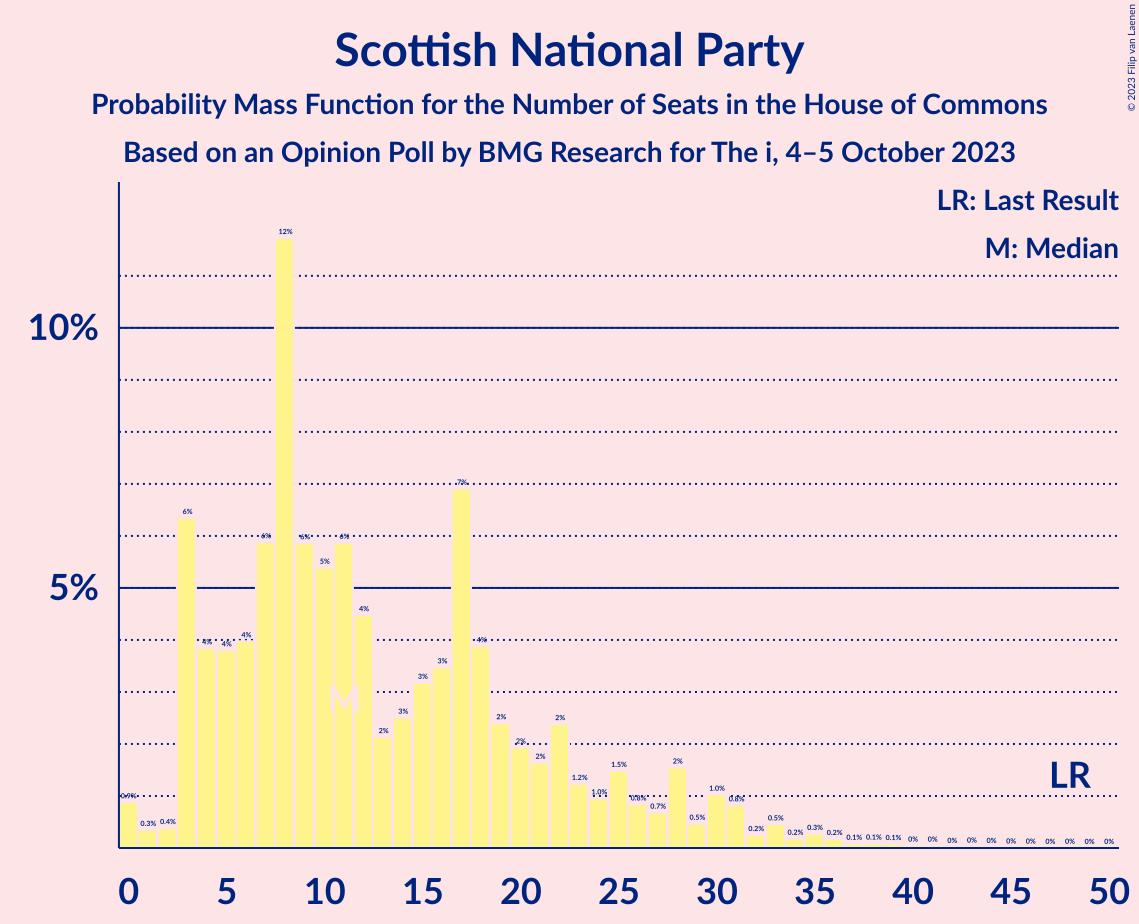 Scottish National Party
Probability Mass Function for the Number of Seats in the House of Commons
Based on an Opinion Poll by BMG Research for The i, 4–5 October 2023
© 2023 Filip van Laenen
LR: Last Result
M: Median
10%
5%
0.9% 0.3% 0.4% 6% 4% 4% 4% 6% 12% 6% 5% 6% 4% 2% 3% 3% 3% 7% 4% 2% 2% 2% 2% 1.2% 1.0% 1.5% 0.8% 0.7% 2% 0.5% 1.0% 0.8% 0.2% 0.5% 0.2% 0.3% 0.2% 0.1% 0.1% 0.1% 0% 0% 0% 0% 0% 0% 0% 0% 0% 0% 0%
M
LR
0 5 10 15 20 25 30 35 40 45 50